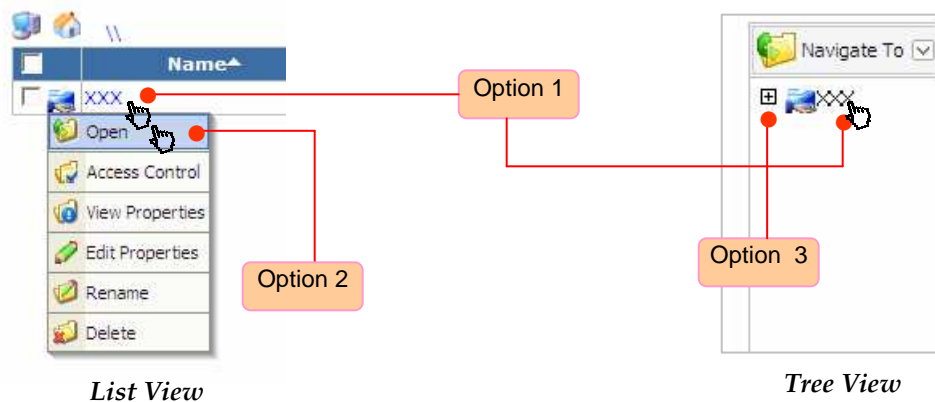 \\
Name
XXX
Open
Access Control
View Properties
Edit Properties
Rename
Delete
List View
Option 1
Option 2
Navigate To
XXX
Option 3
Tree View